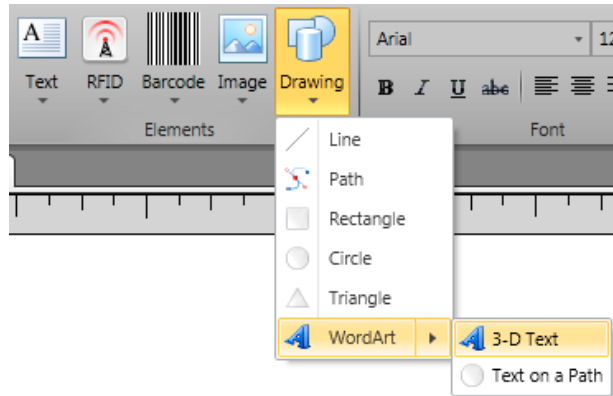 Arial
12
Text
RFID
Barcode
Image
Drawing
B I U abc
Elements
Font
Line
Path
Rectangle
Circle
Triangle
WordArt
3-D Text
Text on a Path